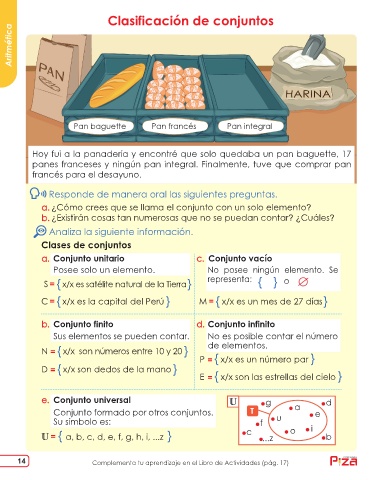 Aritmética
Clasificación de conjuntos
PAN
HARINA
Pan baguette
Pan francés
Pan integral
Hoy fui a la panadería y encontré que solo quedaba un pan baguette, 17
panes franceses y ningún pan integral. Finalmente, tuve que comprar pan
francés para el desayuno.
Responde de manera oral las siguientes preguntas.
a. ¿Cómo crees que se llama el conjunto con un solo elemento?
b. ¿Existirán cosas tan numerosas que no se puedan contar? ¿Cuáles?
Analiza la siguiente información.
Clases de conjuntos
a. Conjunto unitario
Posee solo un elemento.
S = { x/x es satélite natural de la Tierra }
C = { x/x es la capital del Perú }
c. Conjunto vacío
No posee ningún elemento. Se
representa: { } o ∅
M = { x/x es un mes de 27 días }
b. Conjunto finito
Sus elementos se pueden contar.
N = { x/x son números entre 10 y 20 }
D = { x/x son dedos de la mano }
d. Conjunto infinito
No es posible contar el número
de elementos.
P = { x/x es un número par }
E = { x/x son las estrellas del cielo }
e. Conjunto universal
Conjunto formado por otros conjuntos.
Su símbolo es:
U = { a, b, c, d, e, f, g, h, i, ...z }
U
g
d
T
a
e
u
f
i
o
c
...z
b
14
Complementa tu aprendizaje en el Libro de Actividades (pág. 17)
PIZA